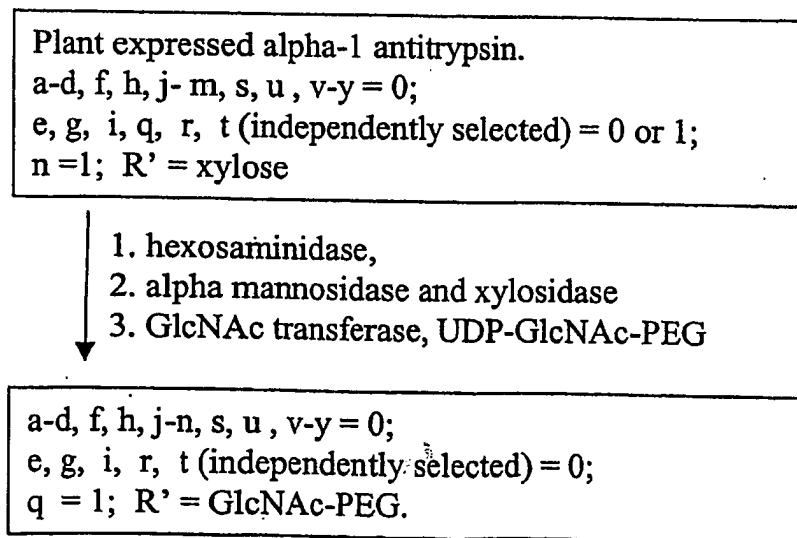 Plant expressed alpha-1 antitrypsin.
a-d, f, h, j- m, s, u , v-y = 0;
e, g, i, q, r, t (independently selected) = 0 or 1;
n =1; R’ = xylose
1. hexosaminidase,
2. alpha mannosidase and xylosidase
3. GlcNAc transferase, UDP-GlcNAc-PEG
a-d, f, h, j-n, s, u , v-y = 0;
e, g, i, r, t (independently selected) = 0;
q = 1; R’ = GlcNAc-PEG.